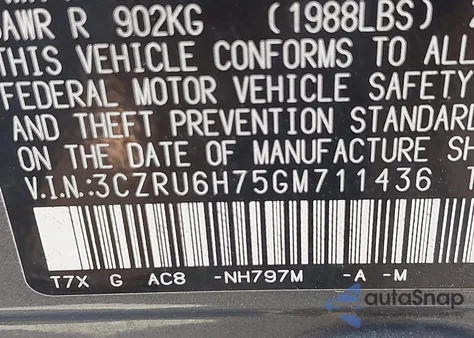 GAWR R 902KG (1988LBS)
THIS VEHICLE CONFORMS TO ALL
FEDERAL MOTOR VEHICLE SAFETY
AND THEFT PREVENTION STANDARD
ON THE DATE OF MANUFACTURE SH
V.I.N.:3CZRU6H75GM711436 T
T7X G AC8 -NH797M -A -M
autoSnap